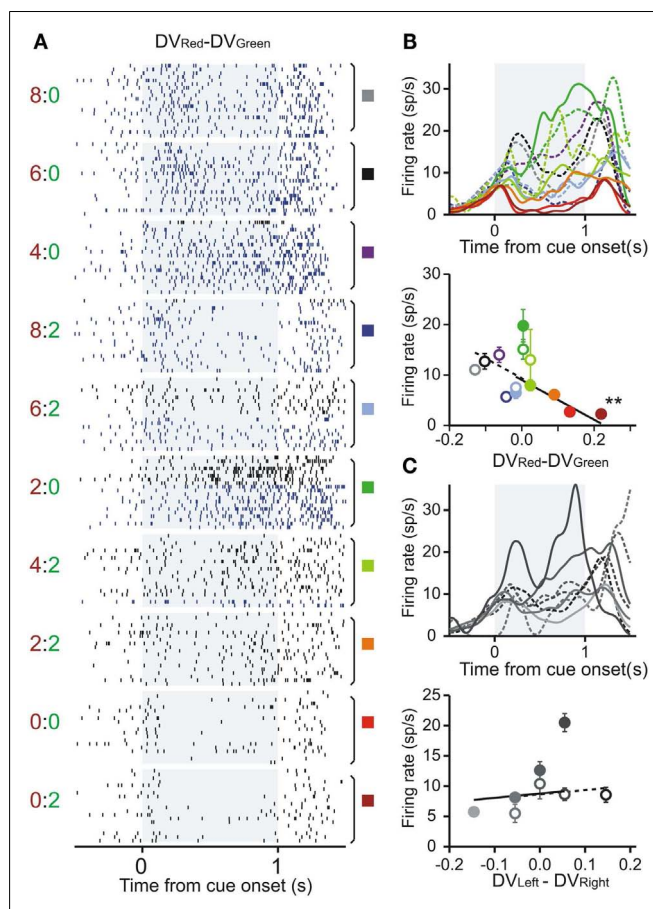 A
DVRed-DVGreen
8:0
6:0
4:0
8:2
6:2
2:0
4:2
2:2
0:0
0:2
0 1
Time from cue onset (s)
B
Firing rate (sp/s)
30
20
10
0
0 1
Time from cue onset(s)
Firing rate (sp/s)
30
20
10
0
**
-0.2 0.0 0.2
DVRed-DVGreen
C
Firing rate (sp/s)
30
20
10
0
0 1
Time from cue onset(s)
Firing rate (sp/s)
25
20
15
10
5
0
-0.2 -0.1 0.0 0.1 0.2
DVLeft - DVRight